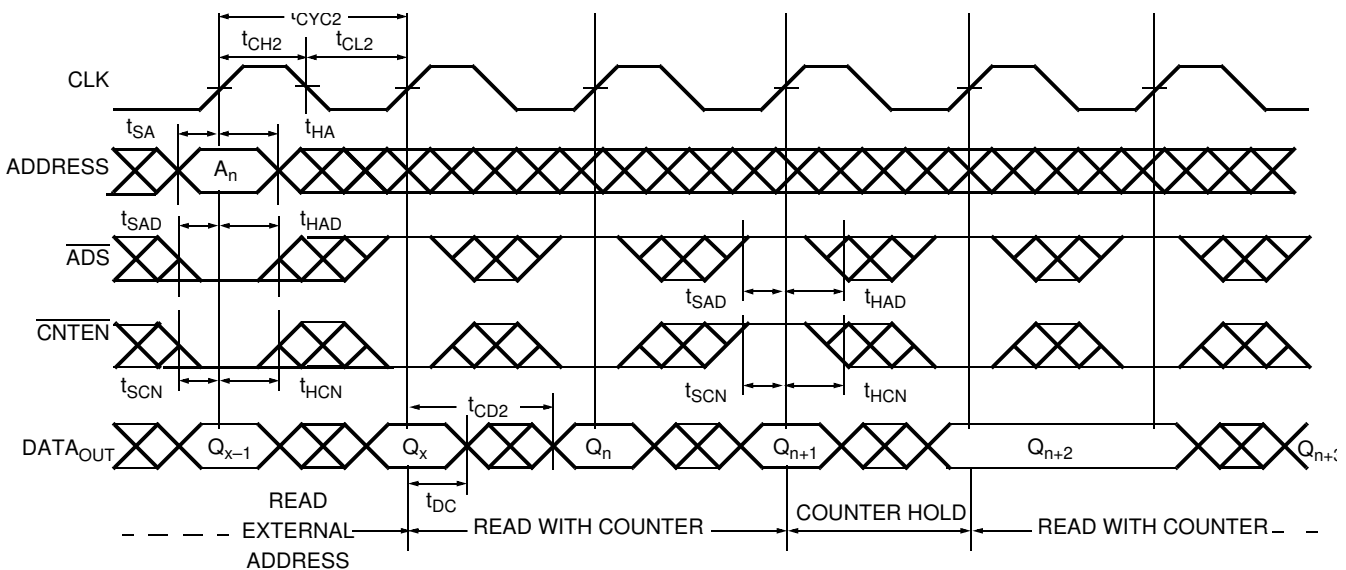 tCYC2
tCH2 tCL2
CLK
tSA tHA
ADDRESS An
tSAD tHAD
ADS
tSAD tHAD
CNTEN
tSCN tHCN tSCN tHCN
tCD2
DATAOUT Qx–1 Qx Qn Qn+1 Qn+2 Qn+3
tDC
READ
EXTERNAL
ADDRESS
READ WITH COUNTER
COUNTER HOLD
READ WITH COUNTER